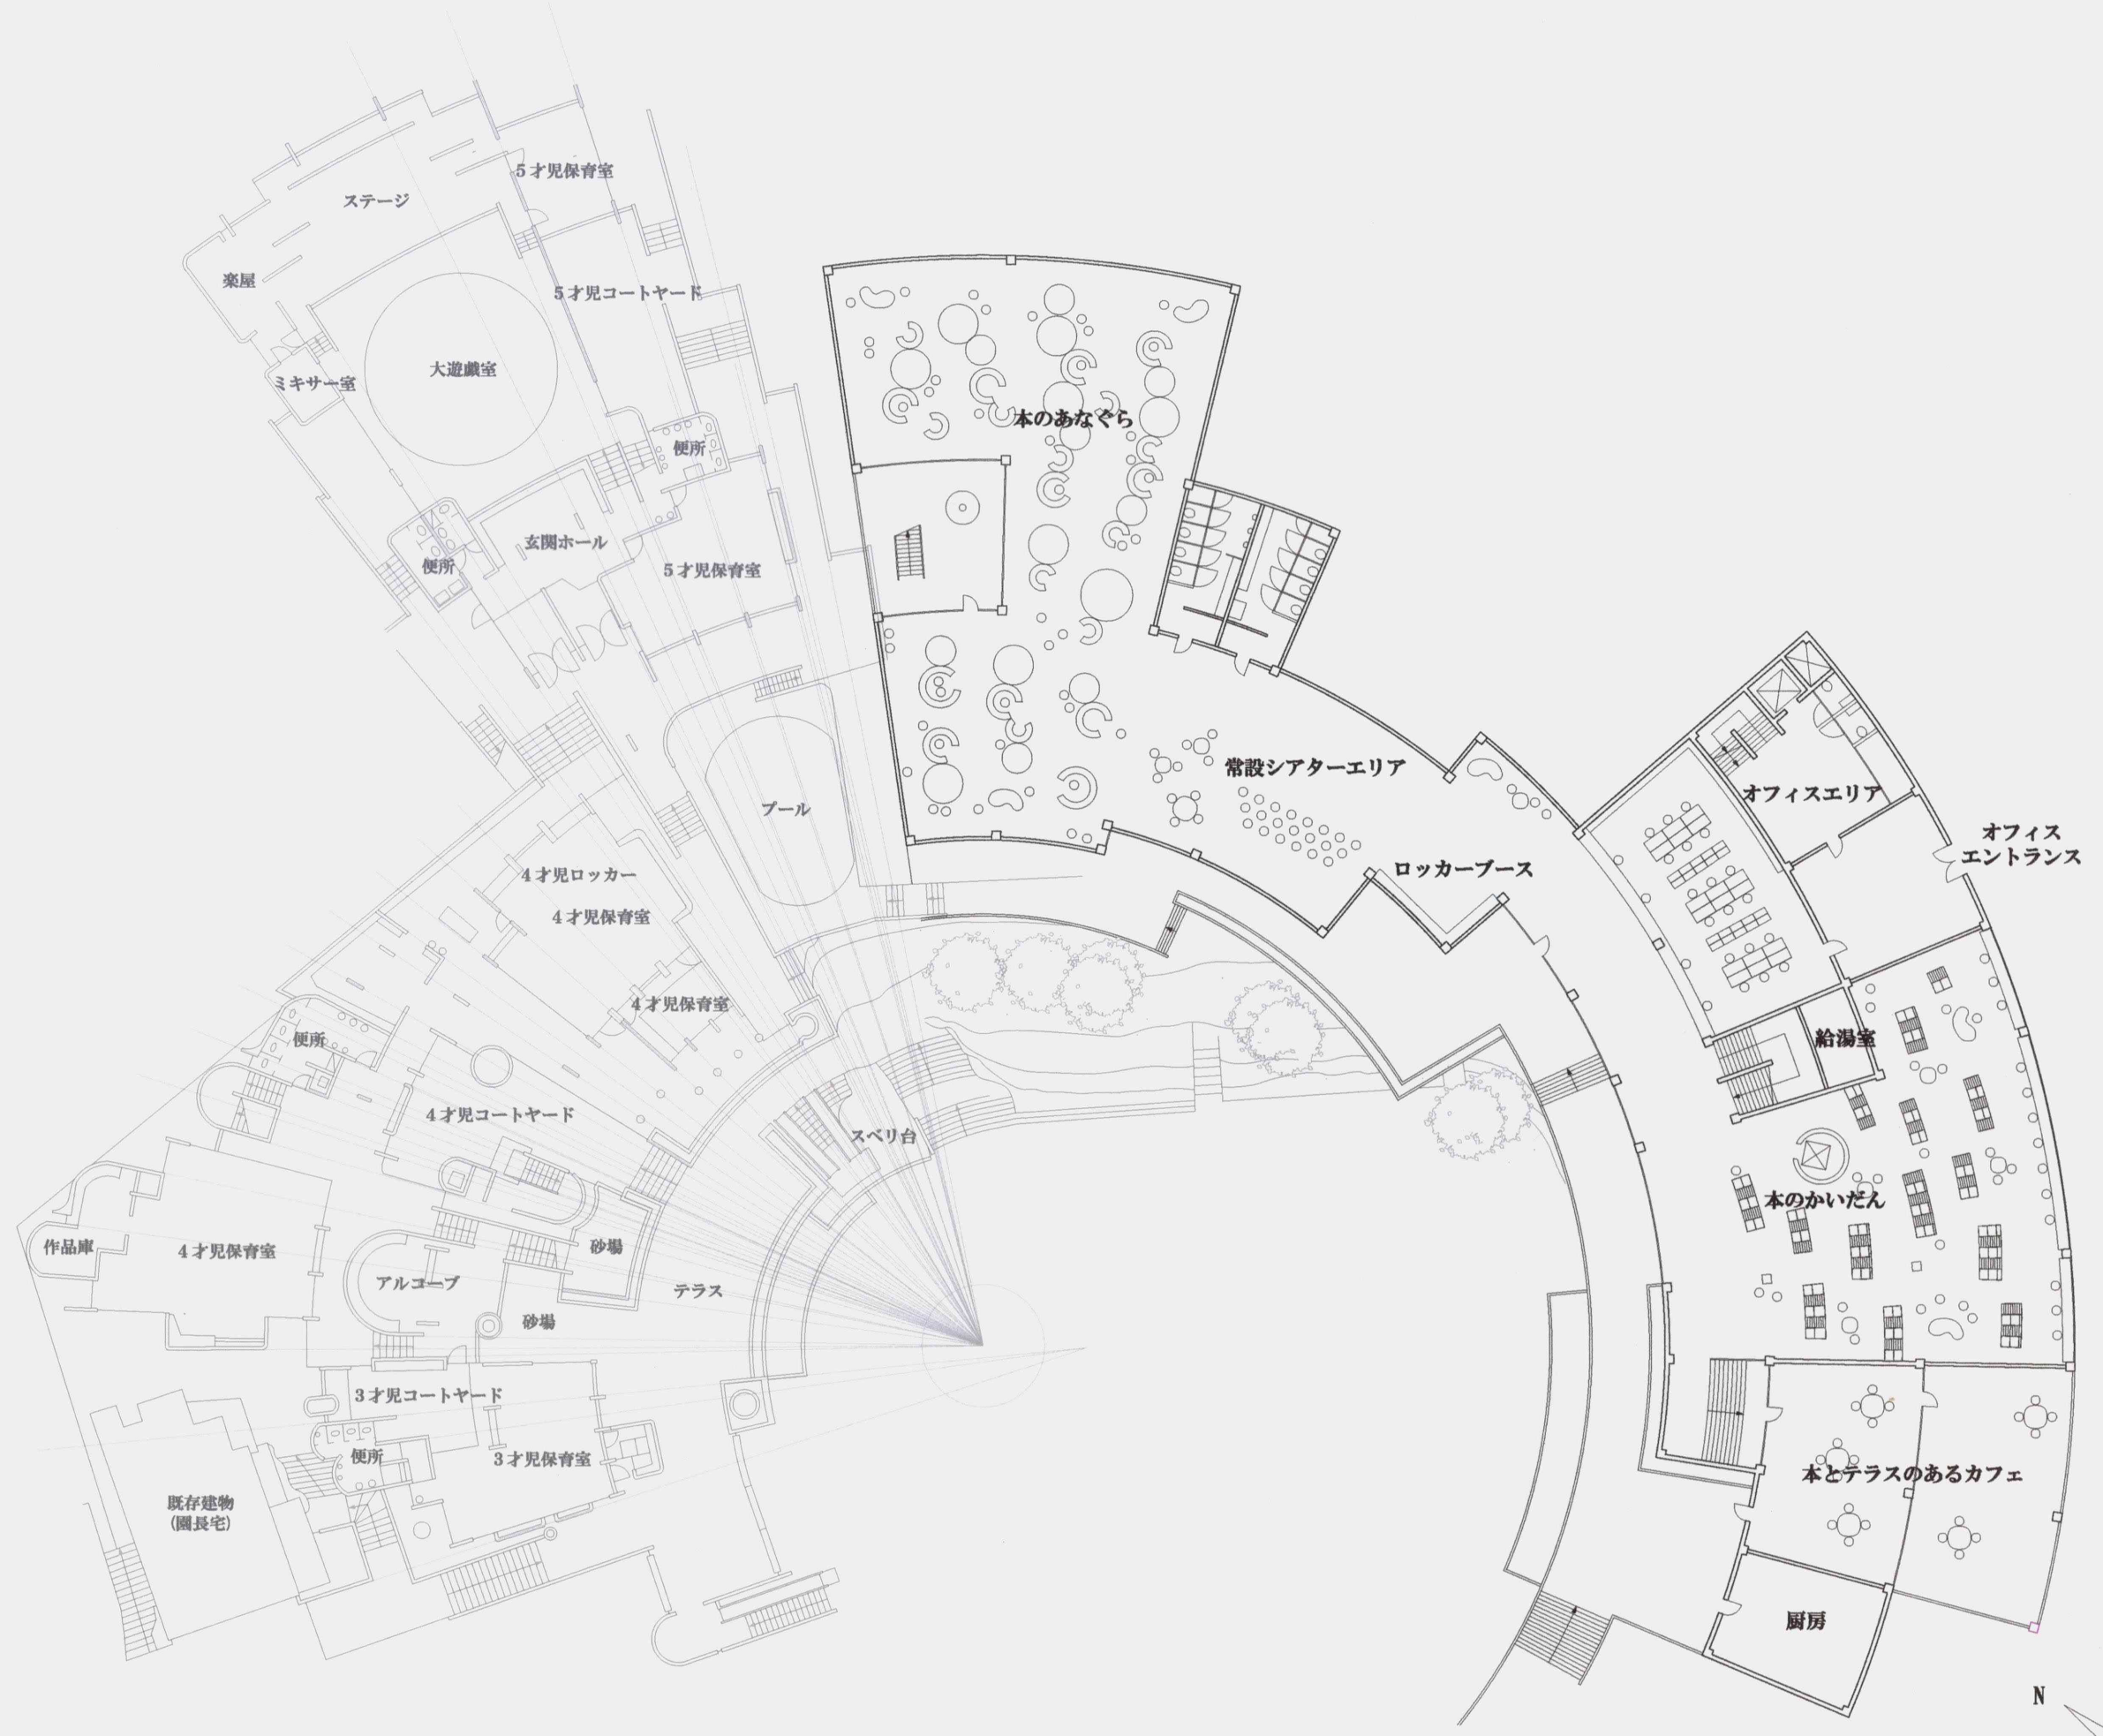 5才児保育室
ステージ
楽屋
5才児コートヤード
大遊戯室
ミキサー室
便所
本のあなぐら
玄関ホール
便所
5才児保育室
常設シアターエリア
オフィスエリア
プール
オフィス
エントランス
ロッカーブース
4才児ロッカー
4才児保育室
4才児保育室
便所
給湯室
4才児コートヤード
スベリ台
本のかいだん
作品庫
4才児保育室
砂場
アルコーブ
テラス
砂場
3才児コートヤード
便所
3才児保育室
本とテラスのあるカフェ
既存建物
(園長宅)
厨房
N